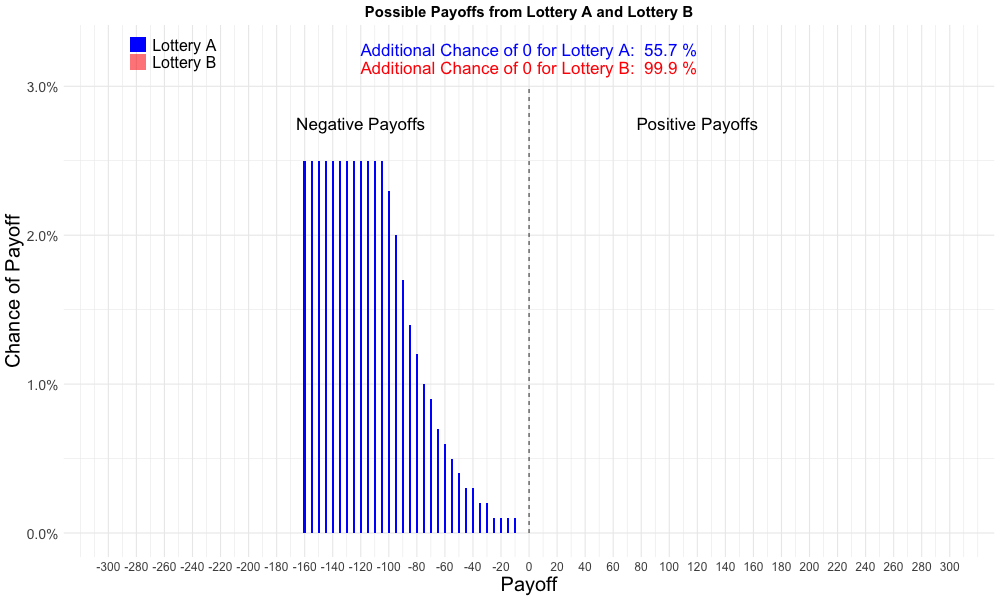 Possible Payoffs from Lottery A and Lottery B
Lottery A
Lottery B
Additional Chance of 0 for Lottery A: 55.7 %
Additional Chance of 0 for Lottery B: 99.9 %
Negative Payoffs
Positive Payoffs
Chance of Payoff
3.0%
2.0%
1.0%
0.0%
-300 -280 -260 -240 -220 -200 -180 -160 -140 -120 -100 -80 -60 -40 -20 0 20 40 60 80 100 120 140 160 180 200 220 240 260 280 300
Payoff